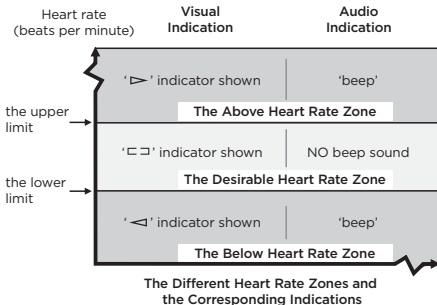 Heart rate
(beats per minute)
Visual
Indication
Audio
Indication
‘▷’ indicator shown
‘beep’
The Above Heart Rate Zone
the upper
limit
‘⊏⊐’ indicator shown
NO beep sound
The Desirable Heart Rate Zone
the lower
limit
‘◁’ indicator shown
‘beep’
The Below Heart Rate Zone
The Different Heart Rate Zones and
the Corresponding Indications